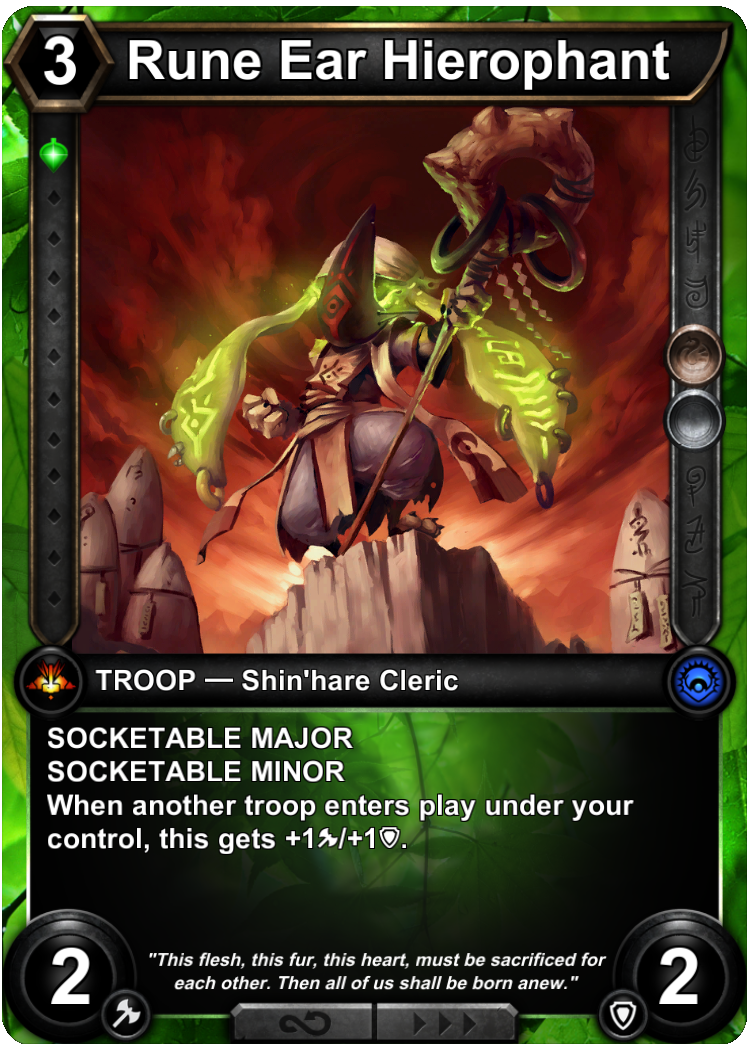 3 Rune Ear Hierophant
TROOP — Shin'hare Cleric
SOCKETABLE MAJOR
SOCKETABLE MINOR
When another troop enters play under your
control, this gets +1/+1.
"This flesh, this fur, this heart, must be sacrificed for
each other. Then all of us shall be born anew."
2
2